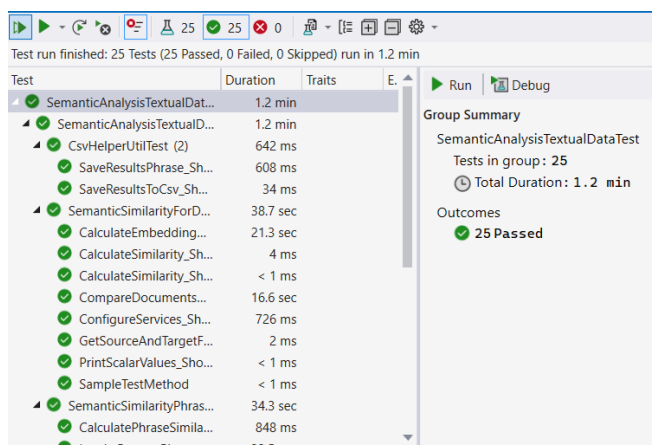 25 25 0
Test run finished: 25 Tests (25 Passed, 0 Failed, 0 Skipped) run in 1.2 min
Test Duration Traits E.
SemanticAnalysisTextualDat... 1.2 min
SemanticAnalysisTextualD... 1.2 min
CsvHelperUtilTest (2) 642 ms
SaveResultsPhrase_Sh... 608 ms
SaveResultsToCsv_Sh... 34 ms
SemanticSimilarityForD... 38.7 sec
CalculateEmbedding... 21.3 sec
CalculateSimilarity_Sh... 4 ms
CalculateSimilarity_Sh... < 1 ms
CompareDocuments... 16.6 sec
ConfigureServices_Sh... 726 ms
GetSourceAndTargetF... 2 ms
PrintScalarValues_Sho... < 1 ms
SampleTestMethod < 1 ms
SemanticSimilarityPhras... 34.3 sec
CalculatePhraseSimila... 848 ms
Run Debug
Group Summary
SemanticAnalysisTextualDataTest
Tests in group: 25
Total Duration: 1.2 min
Outcomes
25 Passed